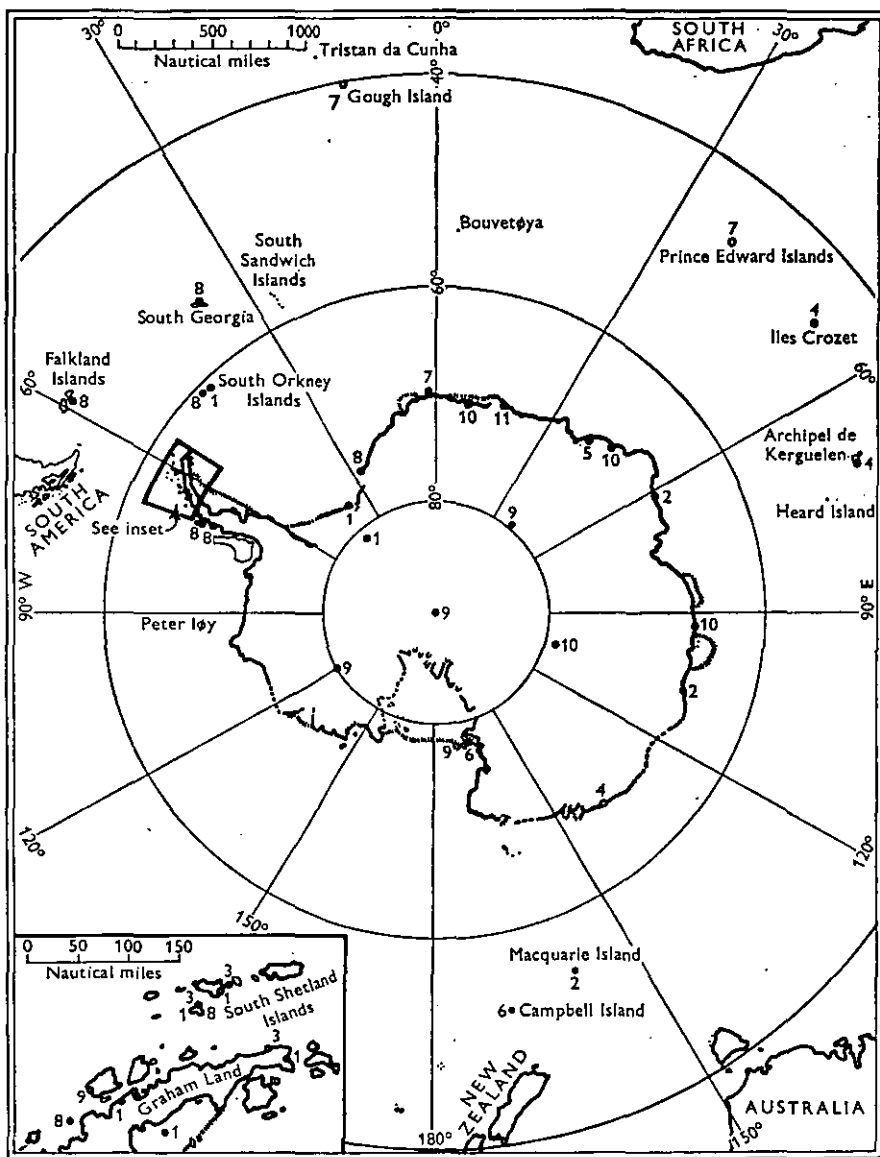 30°
0 500 1000
Nautical miles
Tristan da Cunha
0°
SOUTH
AFRICA
30°
40°
7 Gough Island
Bouvetøya
7
Prince Edward Islands
South
Sandwich
Islands
60°
8
South Georgia
4
Iles Crozet
Falkland
Islands
8
60°
60°
8 1
South Orkney
Islands
7
10
11
5
10
Archipel de
Kerguelen
4
8
2
Heard Island
SOUTH
AMERICA
See inset
1
80°
9
8
8
1
90° W
Peter Iøy
9
90° E
10
10
9
2
9
6
4
120°
120°
150°
0 50 100 150
Nautical miles
3
3
1
1
8
South Shetland
Islands
3
1
9
Graham Land
1
8
1
Macquarie Island
2
6
Campbell Island
NEW
ZEALAND
AUSTRALIA
180°
150°